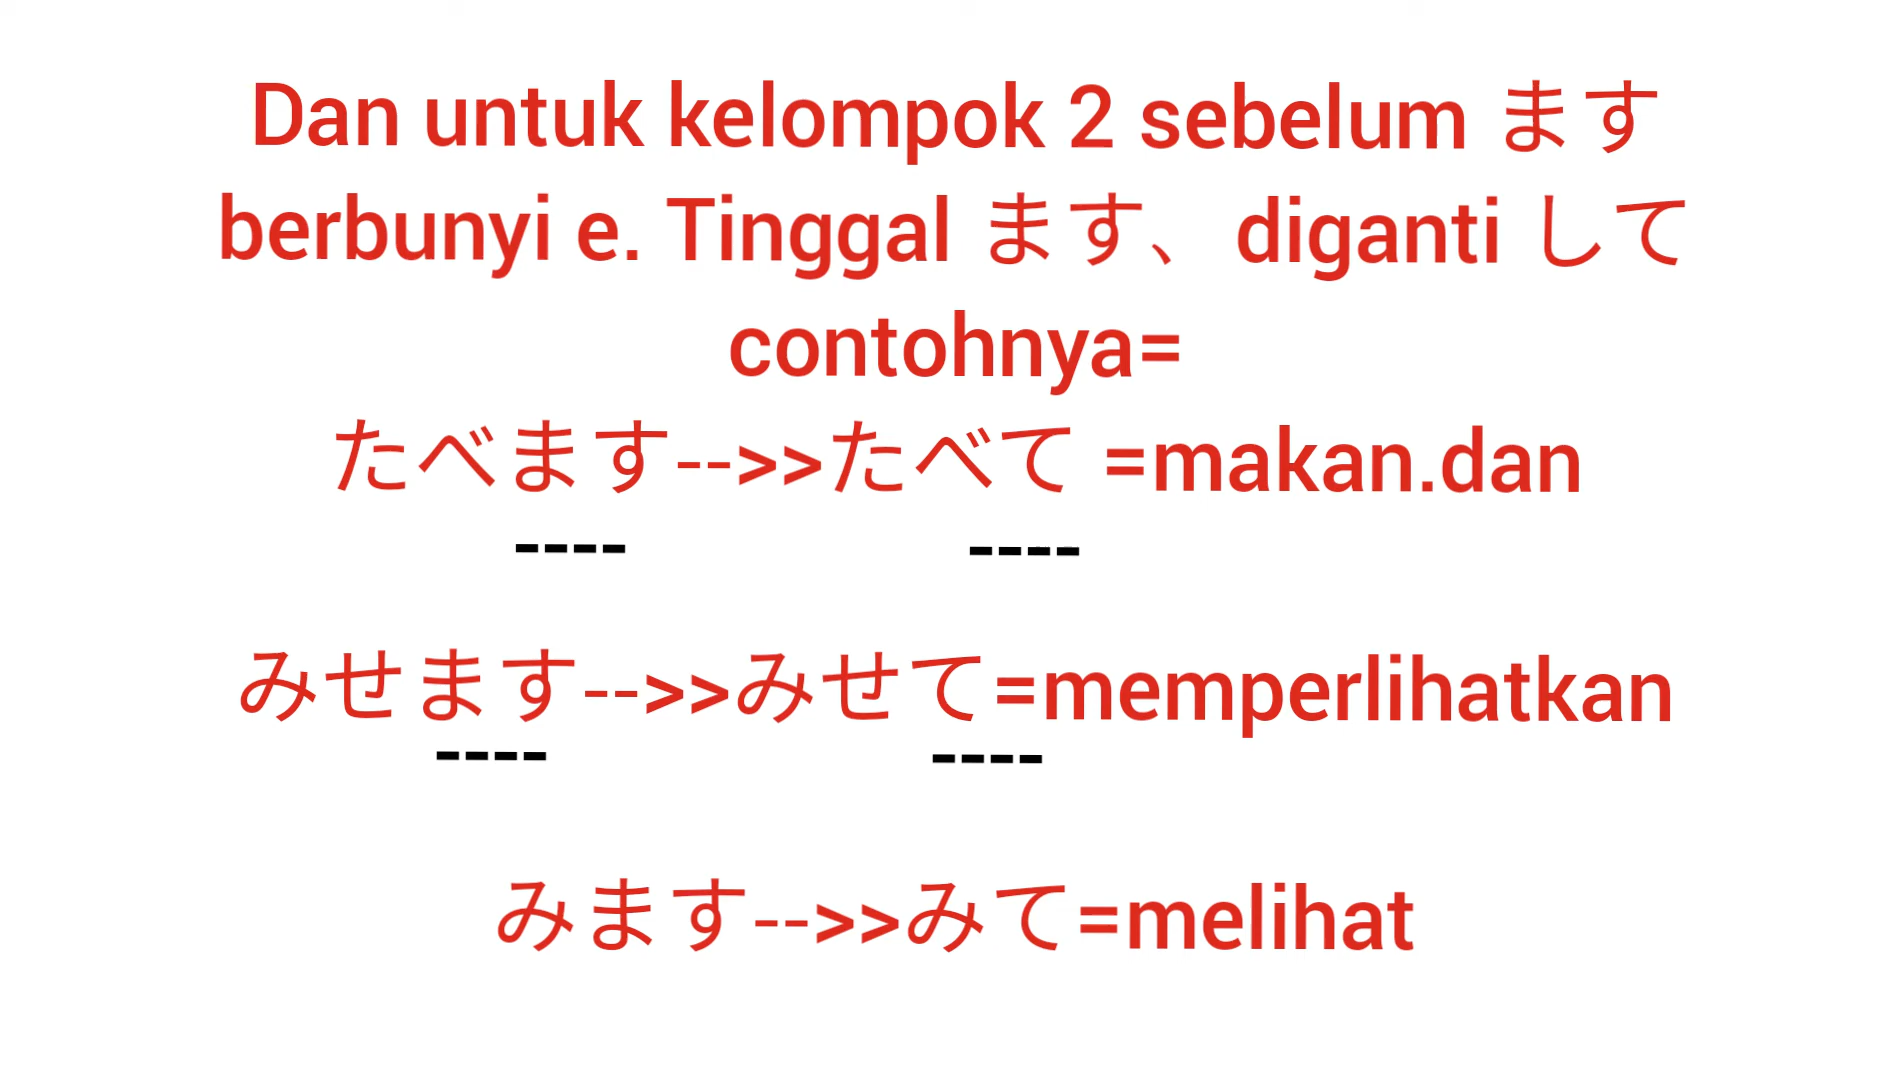 Dan untuk kelompok 2 sebelum ます
berbunyi e. Tinggal ます、 diganti して
contohnya=
たべます-->>たべて =makan.dan
---- ----
みせます-->>みせて=memperlihatkan
---- ----
みます-->>みて=melihat